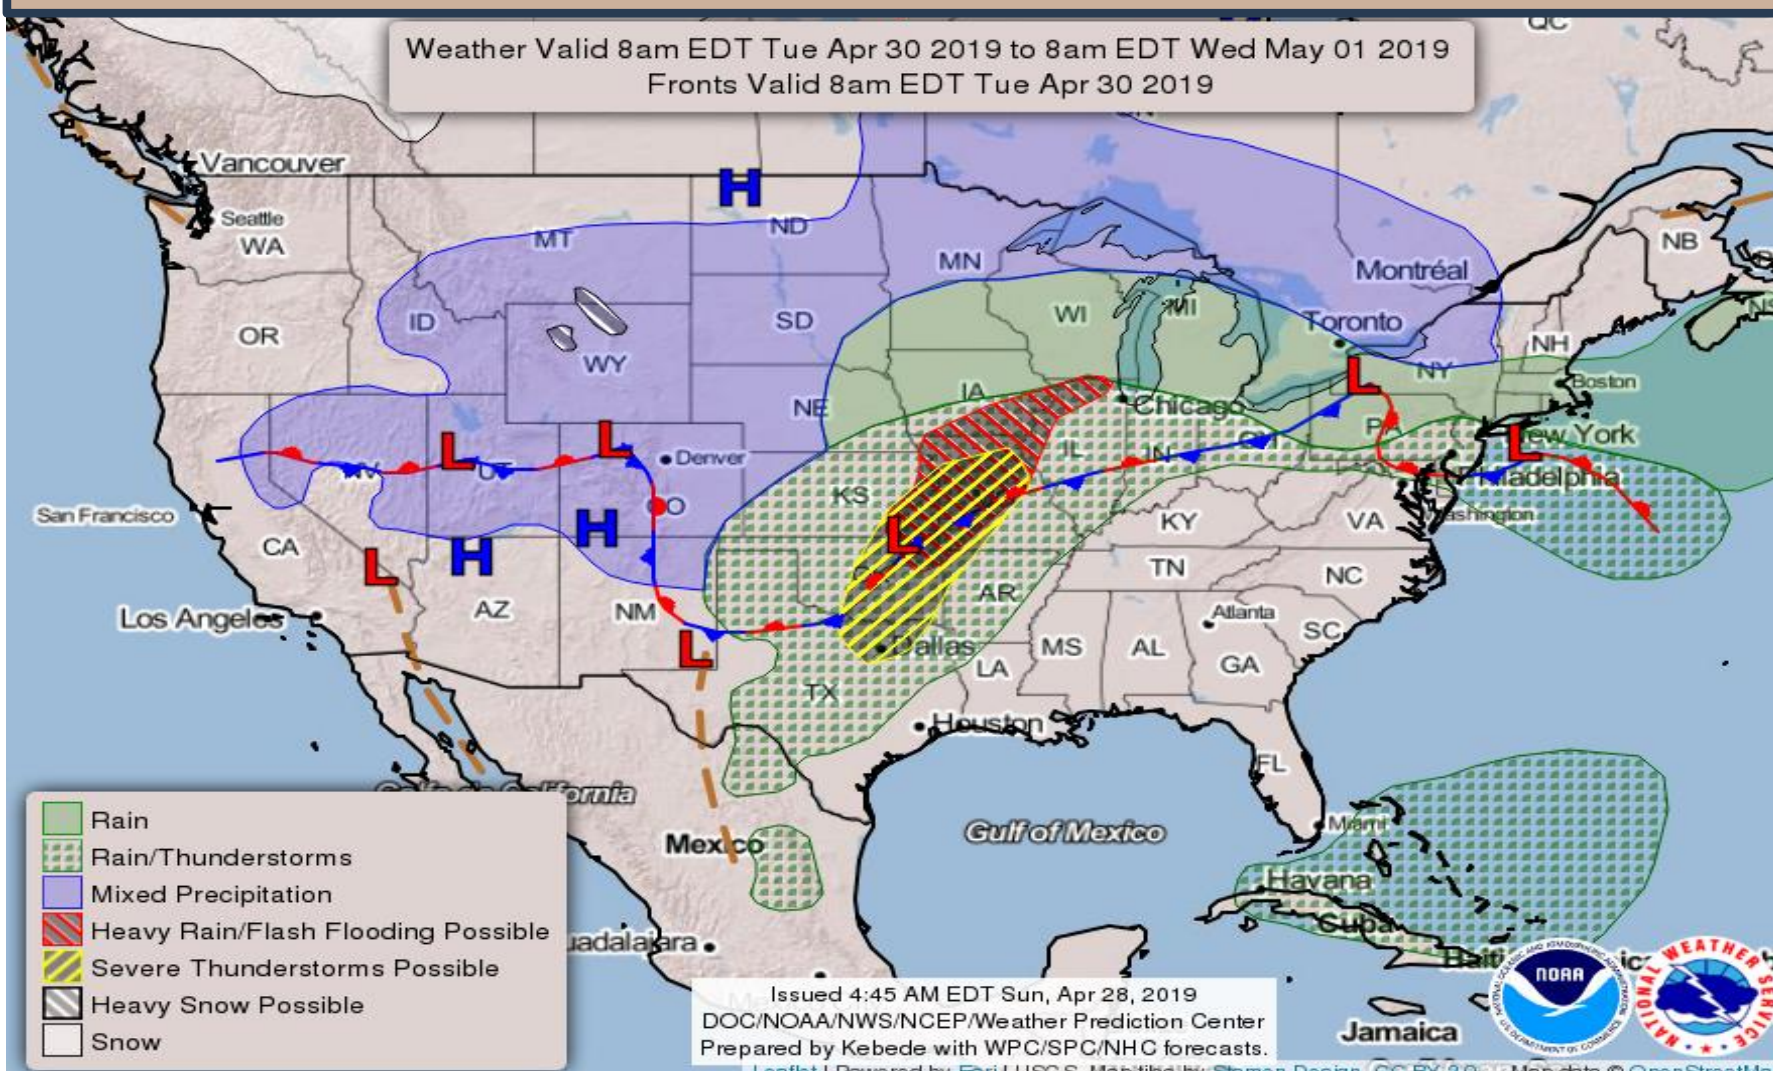 QC
Weather Valid 8am EDT Tue Apr 30 2019 to 8am EDT Wed May 01 2019
Fronts Valid 8am EDT Tue Apr 30 2019
Vancouver
H
Seattle
WA
MT
ND
MN
Montréal
NB
OR
ID
WY
SD
WI
MI
Toronto
NH
NY
Boston
NE
IA
Chicago
L
PA
New York
L
L
L
NV
UT
Denver
KS
IL
IN
OH
San Francisco
CO
KY
VA
CA
H
H
L
L
TN
NC
Los Angeles
AZ
NM
AR
Atlanta
SC
L
Dallas
LA
MS
AL
GA
TX
Houston
FL
Rain
Rain/Thunderstorms
Mixed Precipitation
Heavy Rain/Flash Flooding Possible
Severe Thunderstorms Possible
Heavy Snow Possible
Snow
Mexico
Gulf of Mexico
Miami
Havana
Cuba
Jamaica
Issued 4:45 AM EDT Sun, Apr 28, 2019
DOC/NOAA/NWS/NCEP/Weather Prediction Center
Prepared by Kebede with WPC/SPC/NHC forecasts.
NOAA
NATIONAL WEATHER SERVICE